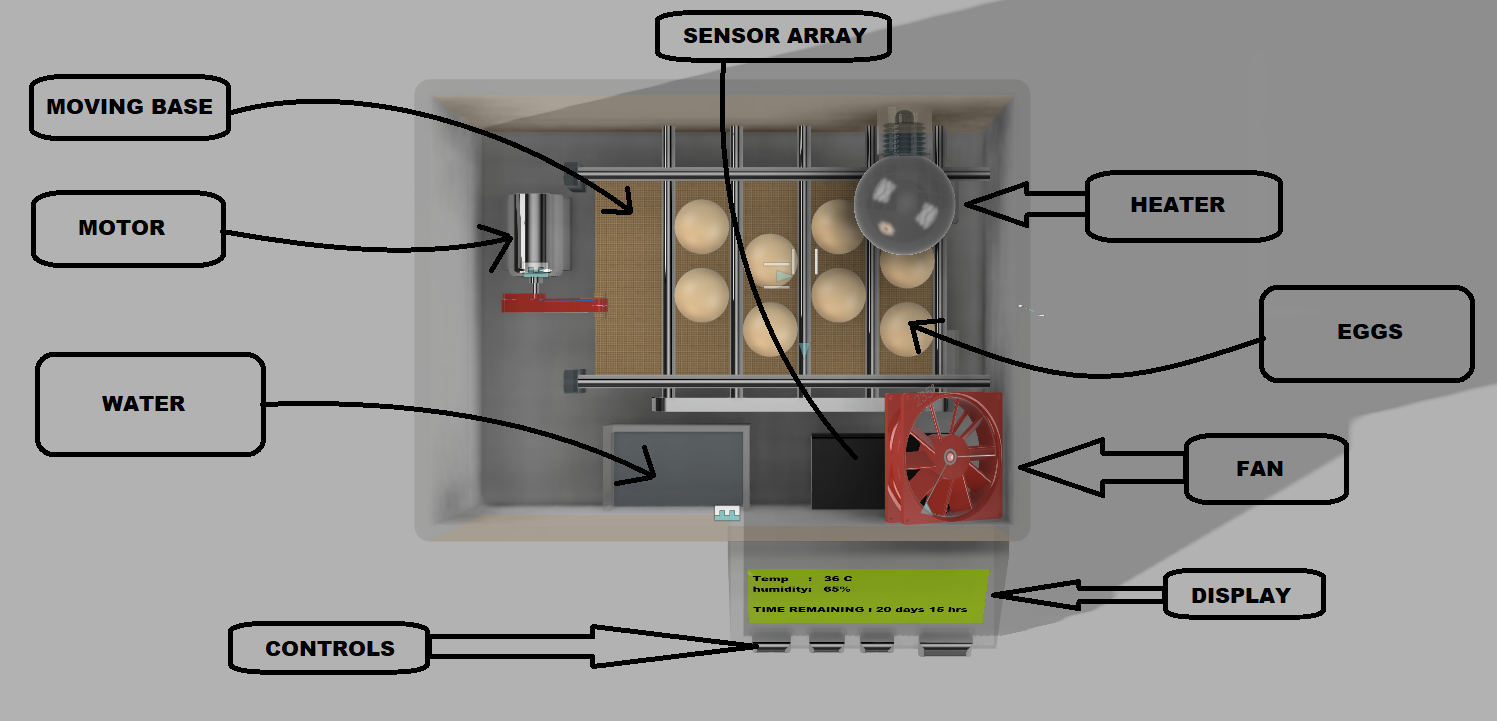 SENSOR ARRAY
MOVING BASE
MOTOR
HEATER
EGGS
WATER
FAN
Temp : 36 C
humidity: 65%
TIME REMAINING : 20 days 15 hrs
DISPLAY
CONTROLS